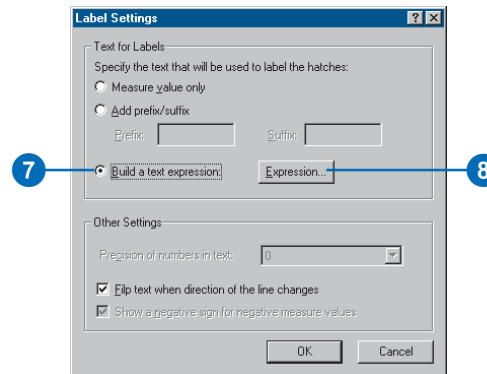 Label Settings
Text for Labels
Specify the text that will be used to label the hatches:
Measure value only
Add prefix/suffix
Prefix: Suffix:
7 Build a text expression: Expression... 8
Other Settings
Precision of numbers in text: 0
Filp text when direction of the line changes
Show a negative sign for negative measure values
OK Cancel